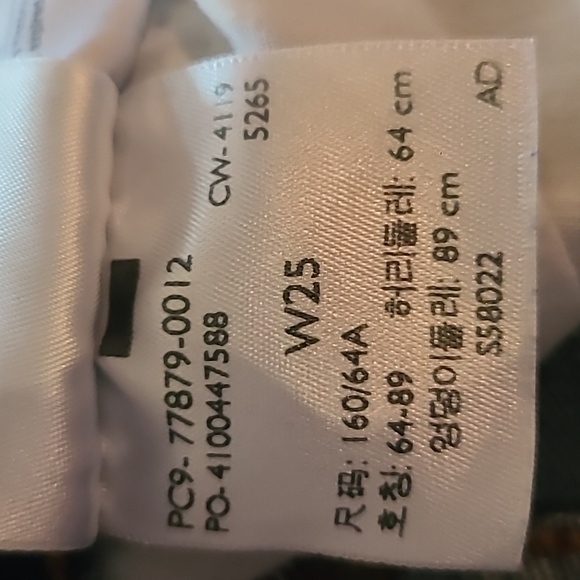 PC9-77879-0012 CW-4119
PO-4100447588 5265
W25
尺码: 160/64A
호칭: 64-89 허리둘레: 64 cm
엉덩이둘레: 89 cm
S58022 AD